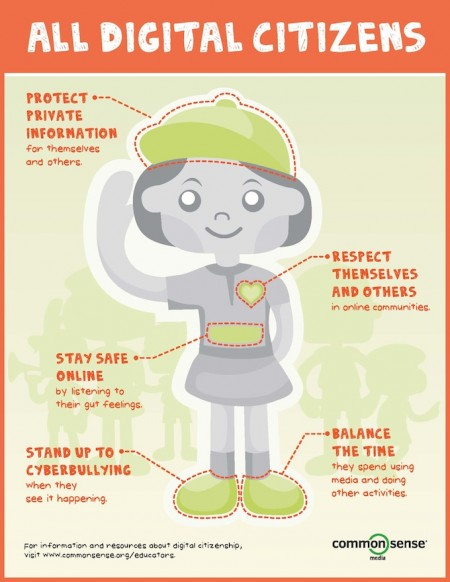 ALL DIGITAL CITIZENS
PROTECT
PRIVATE
INFORMATION
for themselves
and others.
RESPECT
THEMSELVES
AND OTHERS
in online communities.
STAY SAFE
ONLINE
by listening to
their gut feelings.
STAND UP TO
CYBERBULLYING
when they
see it happening.
BALANCE
THE TIME
they spend using
media and doing
other activities.
For information and resources about digital citizenship,
visit www.commonsense.org/educators.
common sense
media